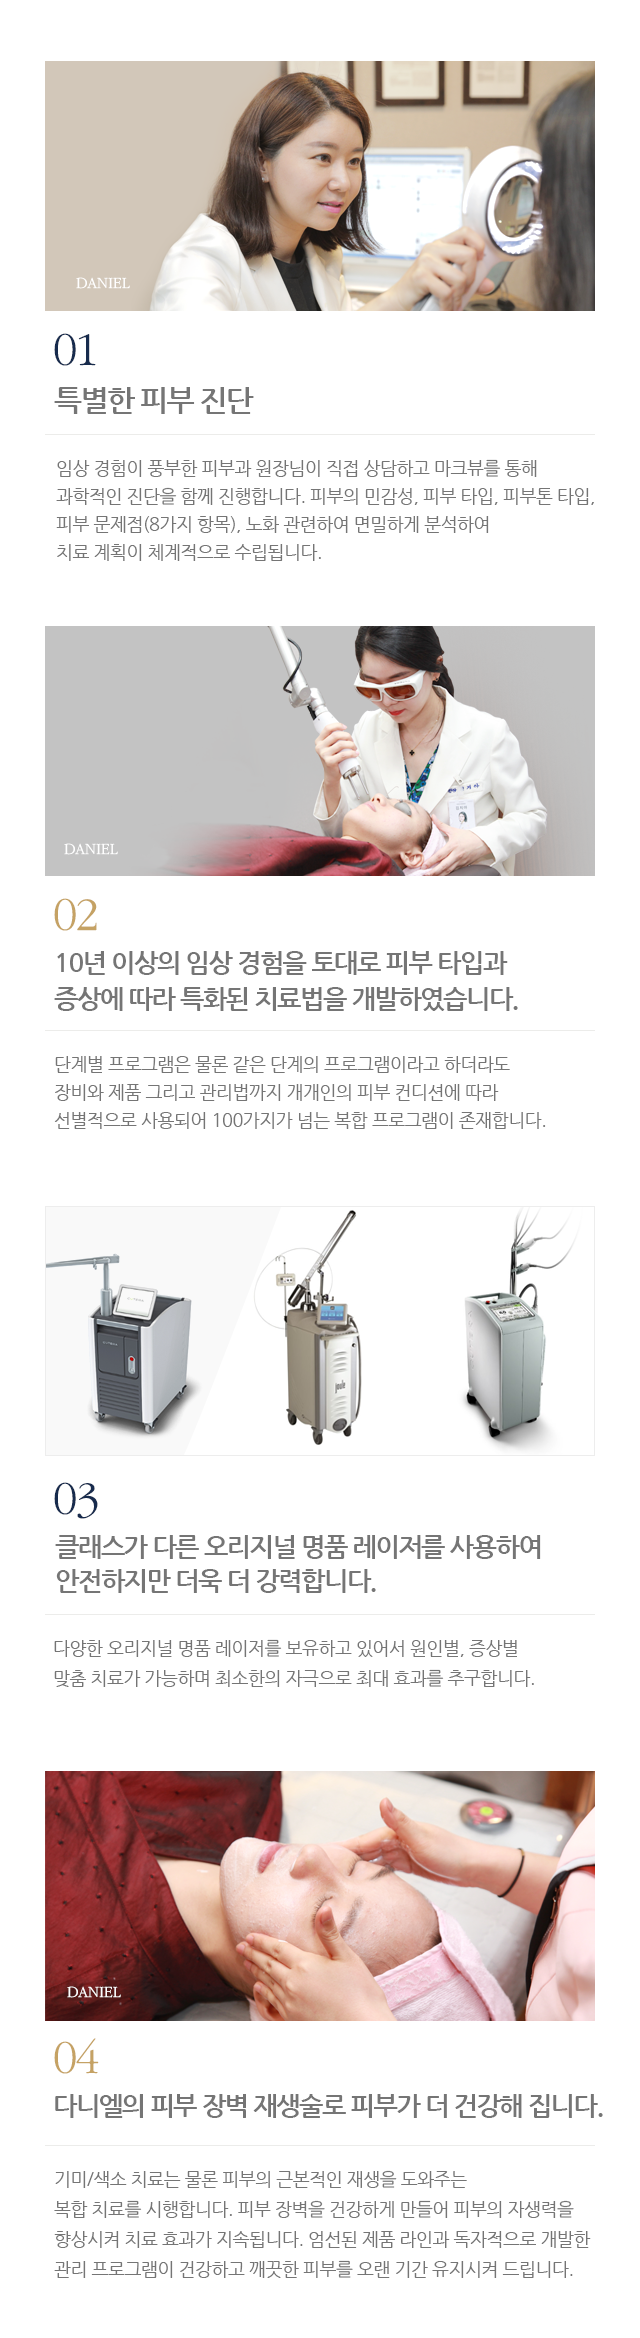 DANIEL
01
특별한 피부 진단
임상 경험이 풍부한 피부과 원장님이 직접 상담하고 마크뷰를 통해
과학적인 진단을 함께 진행합니다. 피부의 민감성, 피부 타입, 피부톤 타입,
피부 문제점(8가지 항목), 노화 관련하여 면밀하게 분석하여
치료 계획이 체계적으로 수립됩니다.
DANIEL
02
10년 이상의 임상 경험을 토대로 피부 타입과
증상에 따라 특화된 치료법을 개발하였습니다.
단계별 프로그램은 물론 같은 단계의 프로그램이라고 하더라도
장비와 제품 그리고 관리법까지 개개인의 피부 컨디션에 따라
선별적으로 사용되어 100가지가 넘는 복합 프로그램이 존재합니다.
joule
03
클래스가 다른 오리지널 명품 레이저를 사용하여
안전하지만 더욱 더 강력합니다.
다양한 오리지널 명품 레이저를 보유하고 있어서 원인별, 증상별
맞춤 치료가 가능하며 최소한의 자극으로 최대 효과를 추구합니다.
DANIEL
04
다니엘의 피부 장벽 재생술로 피부가 더 건강해 집니다.
기미/색소 치료는 물론 피부의 근본적인 재생을 도와주는
복합 치료를 시행합니다. 피부 장벽을 건강하게 만들어 피부의 자생력을
향상시켜 치료 효과가 지속됩니다. 엄선된 제품 라인과 독자적으로 개발한
관리 프로그램이 건강하고 깨끗한 피부를 오랜 기간 유지시켜 드립니다.